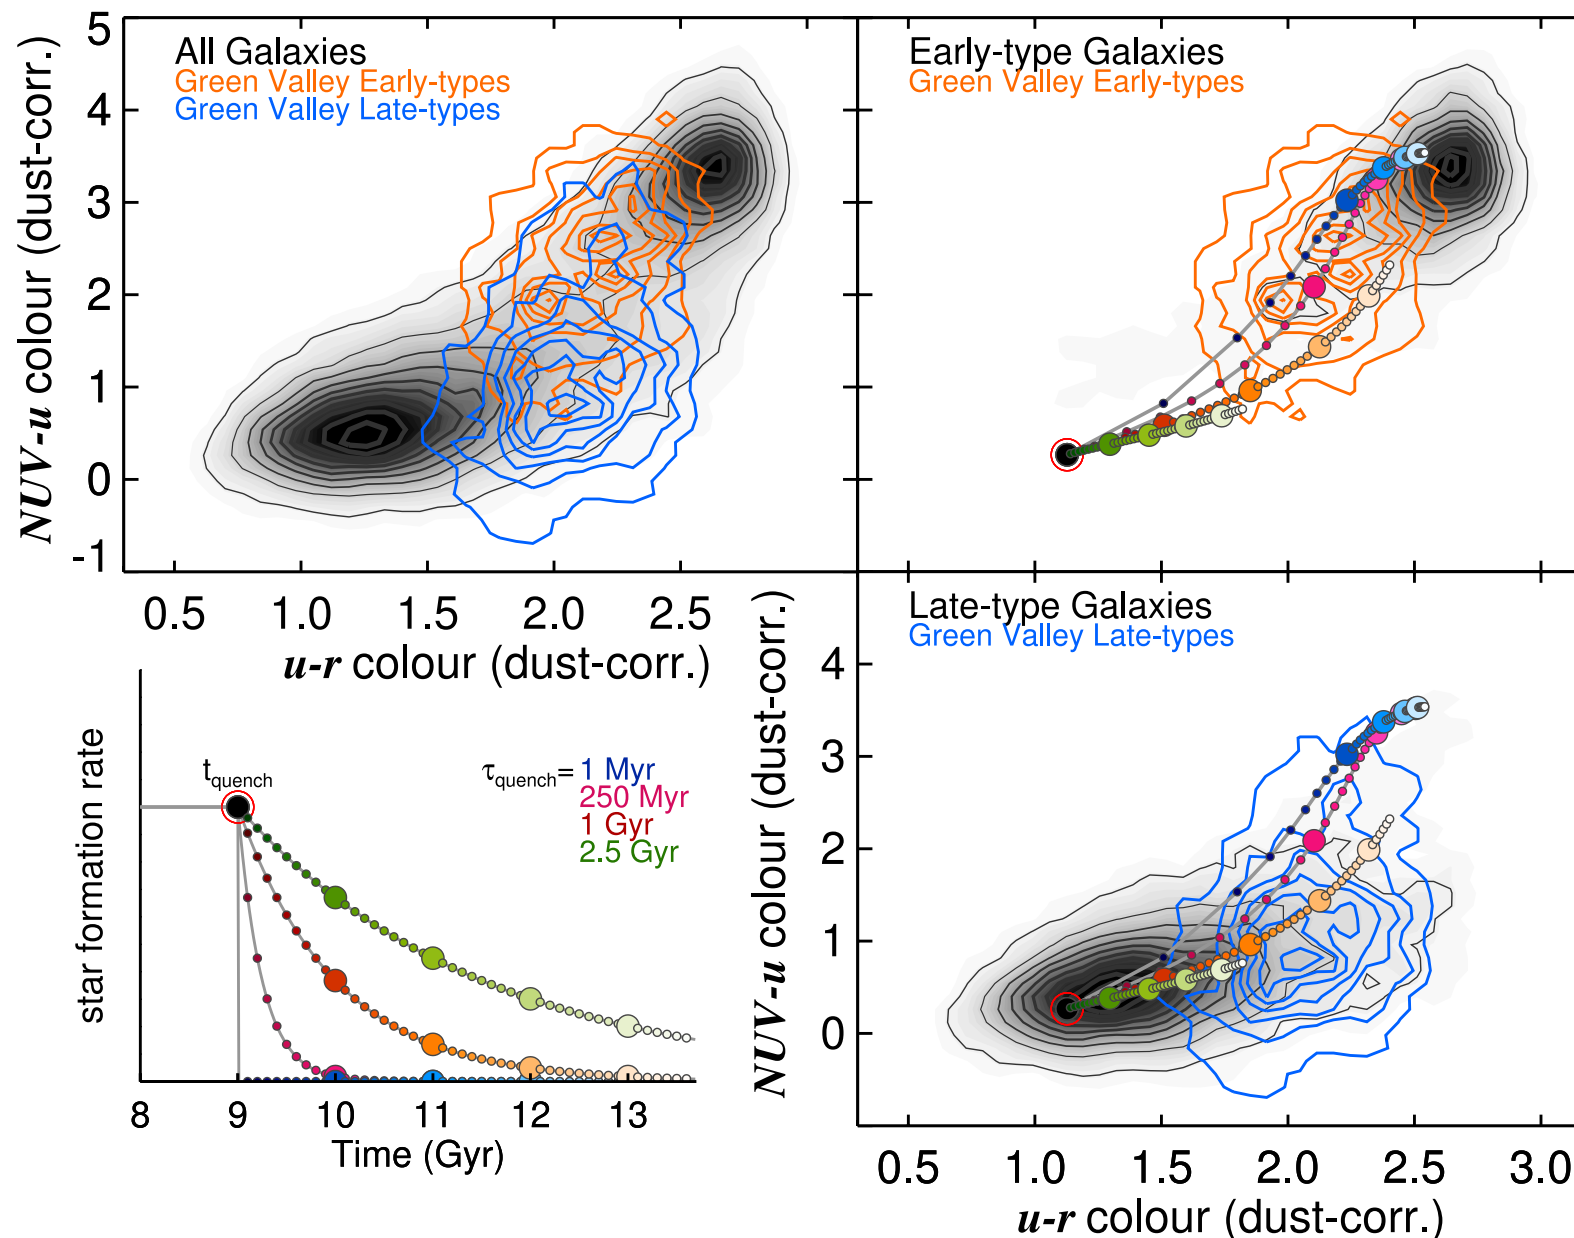 All Galaxies
Green Valley Early-types
Green Valley Late-types
5
4
3
2
1
0
-1
NUV-u colour (dust-corr.)
0.5 1.0 1.5 2.0 2.5
u-r colour (dust-corr.)
Early-type Galaxies
Green Valley Early-types
Late-type Galaxies
Green Valley Late-types
4
3
2
1
0
NUV-u colour (dust-corr.)
0.5 1.0 1.5 2.0 2.5 3.0
u-r colour (dust-corr.)
star formation rate
tquench
τquench= 1 Myr
250 Myr
1 Gyr
2.5 Gyr
8 9 10 11 12 13
Time (Gyr)